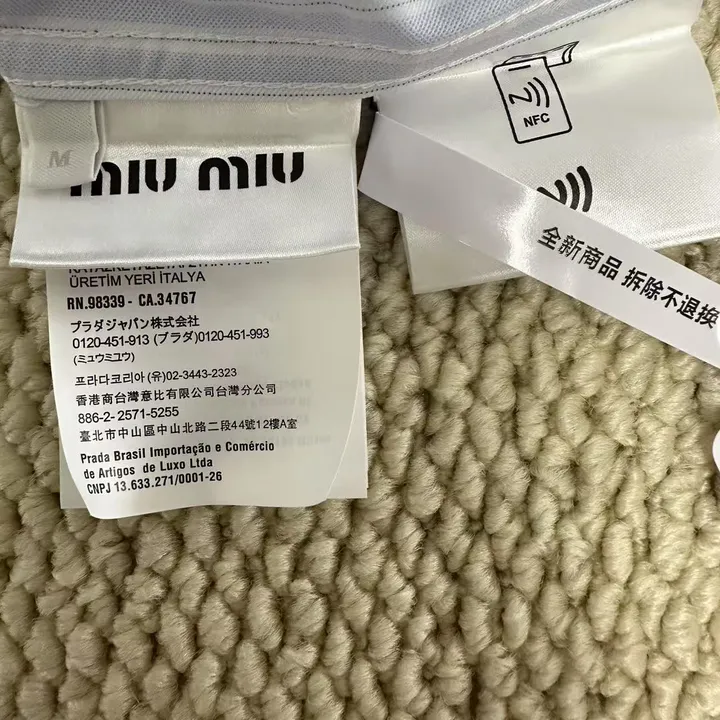 M
miu miu
ÜRETİM YERİ İTALYA
RN.98339 - CA.34767
プラダジャパン株式会社
0120-451-913 (プラダ)0120-451-993
(ミュウミユウ)
프라다코리아 (유)02-3443-2323
香港商台灣意比有限公司台灣分公司
886-2- 2571-5255
臺北市中山區中山北路二段44號12樓A室
Prada Brasil Importação e Comércio
de Artigos de Luxo Ltda
CNPJ 13.633.271/0001-26
NFC
全新商品 拆除不退換